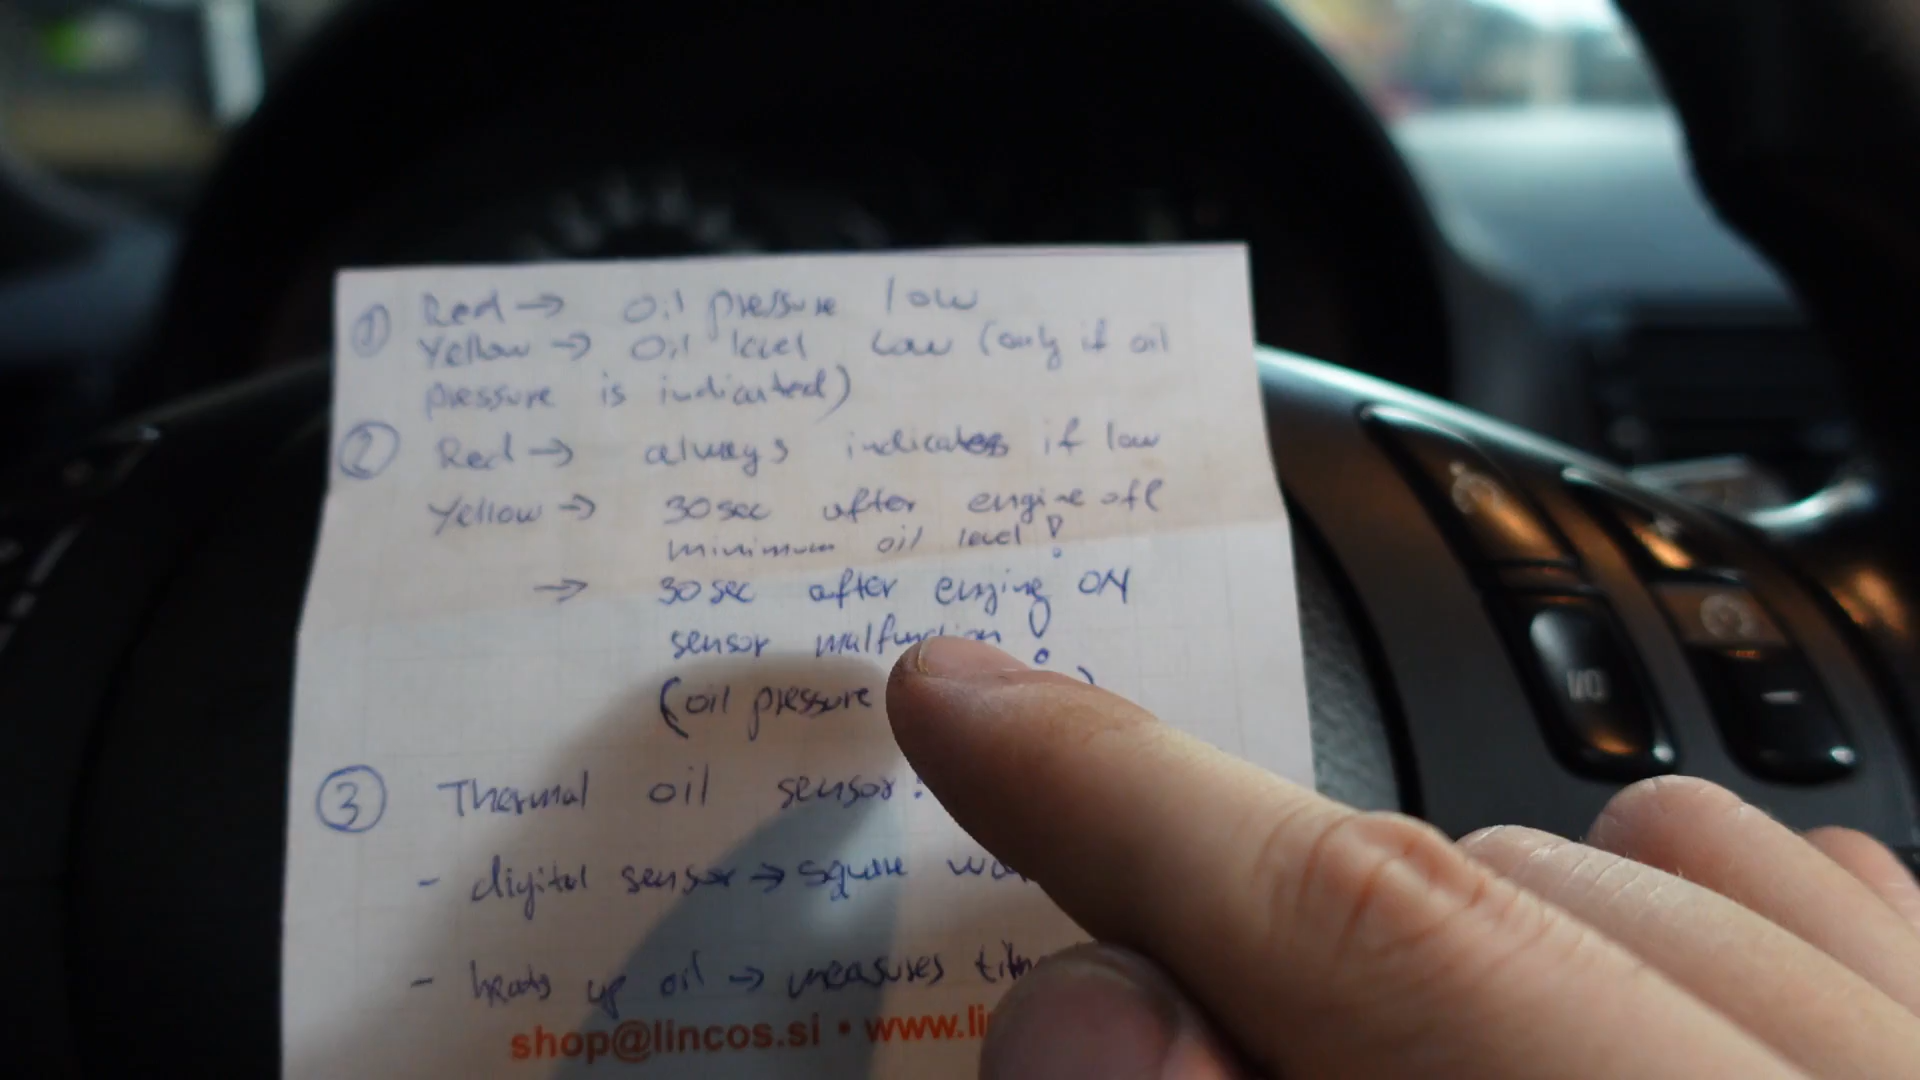 ① Red → Oil pressure low
Yellow → Oil level low (only if oil
pressure is indicated)
② Red → always indicates if low
Yellow → 30sec after engine off
minimum oil level!
→ 30sec after engine ON
sensor malfunction!
(oil pressure )
③ Thermal oil sensor:
- digital sensor → square
- heats up oil → measures
shop@lincos.si • www.li
I/O